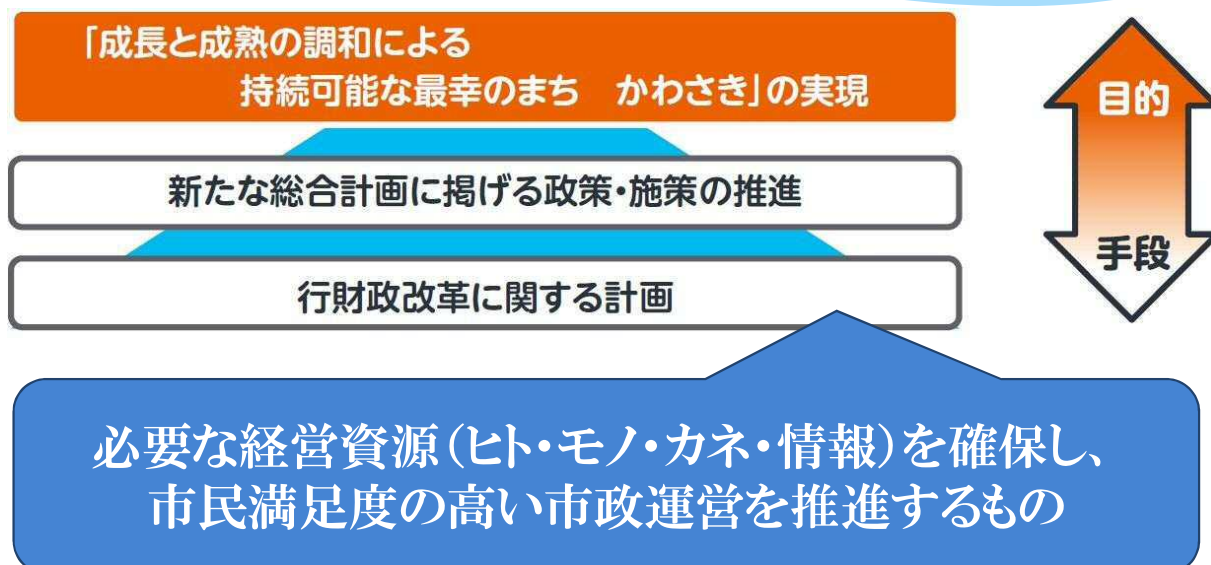 「成長と成熟の調和による
持続可能な最幸のまち　かわさき」の実現
目的
新たな総合計画に掲げる政策・施策の推進
手段
行財政改革に関する計画
必要な経営資源（ヒト・モノ・カネ・情報）を確保し、
市民満足度の高い市政運営を推進するもの